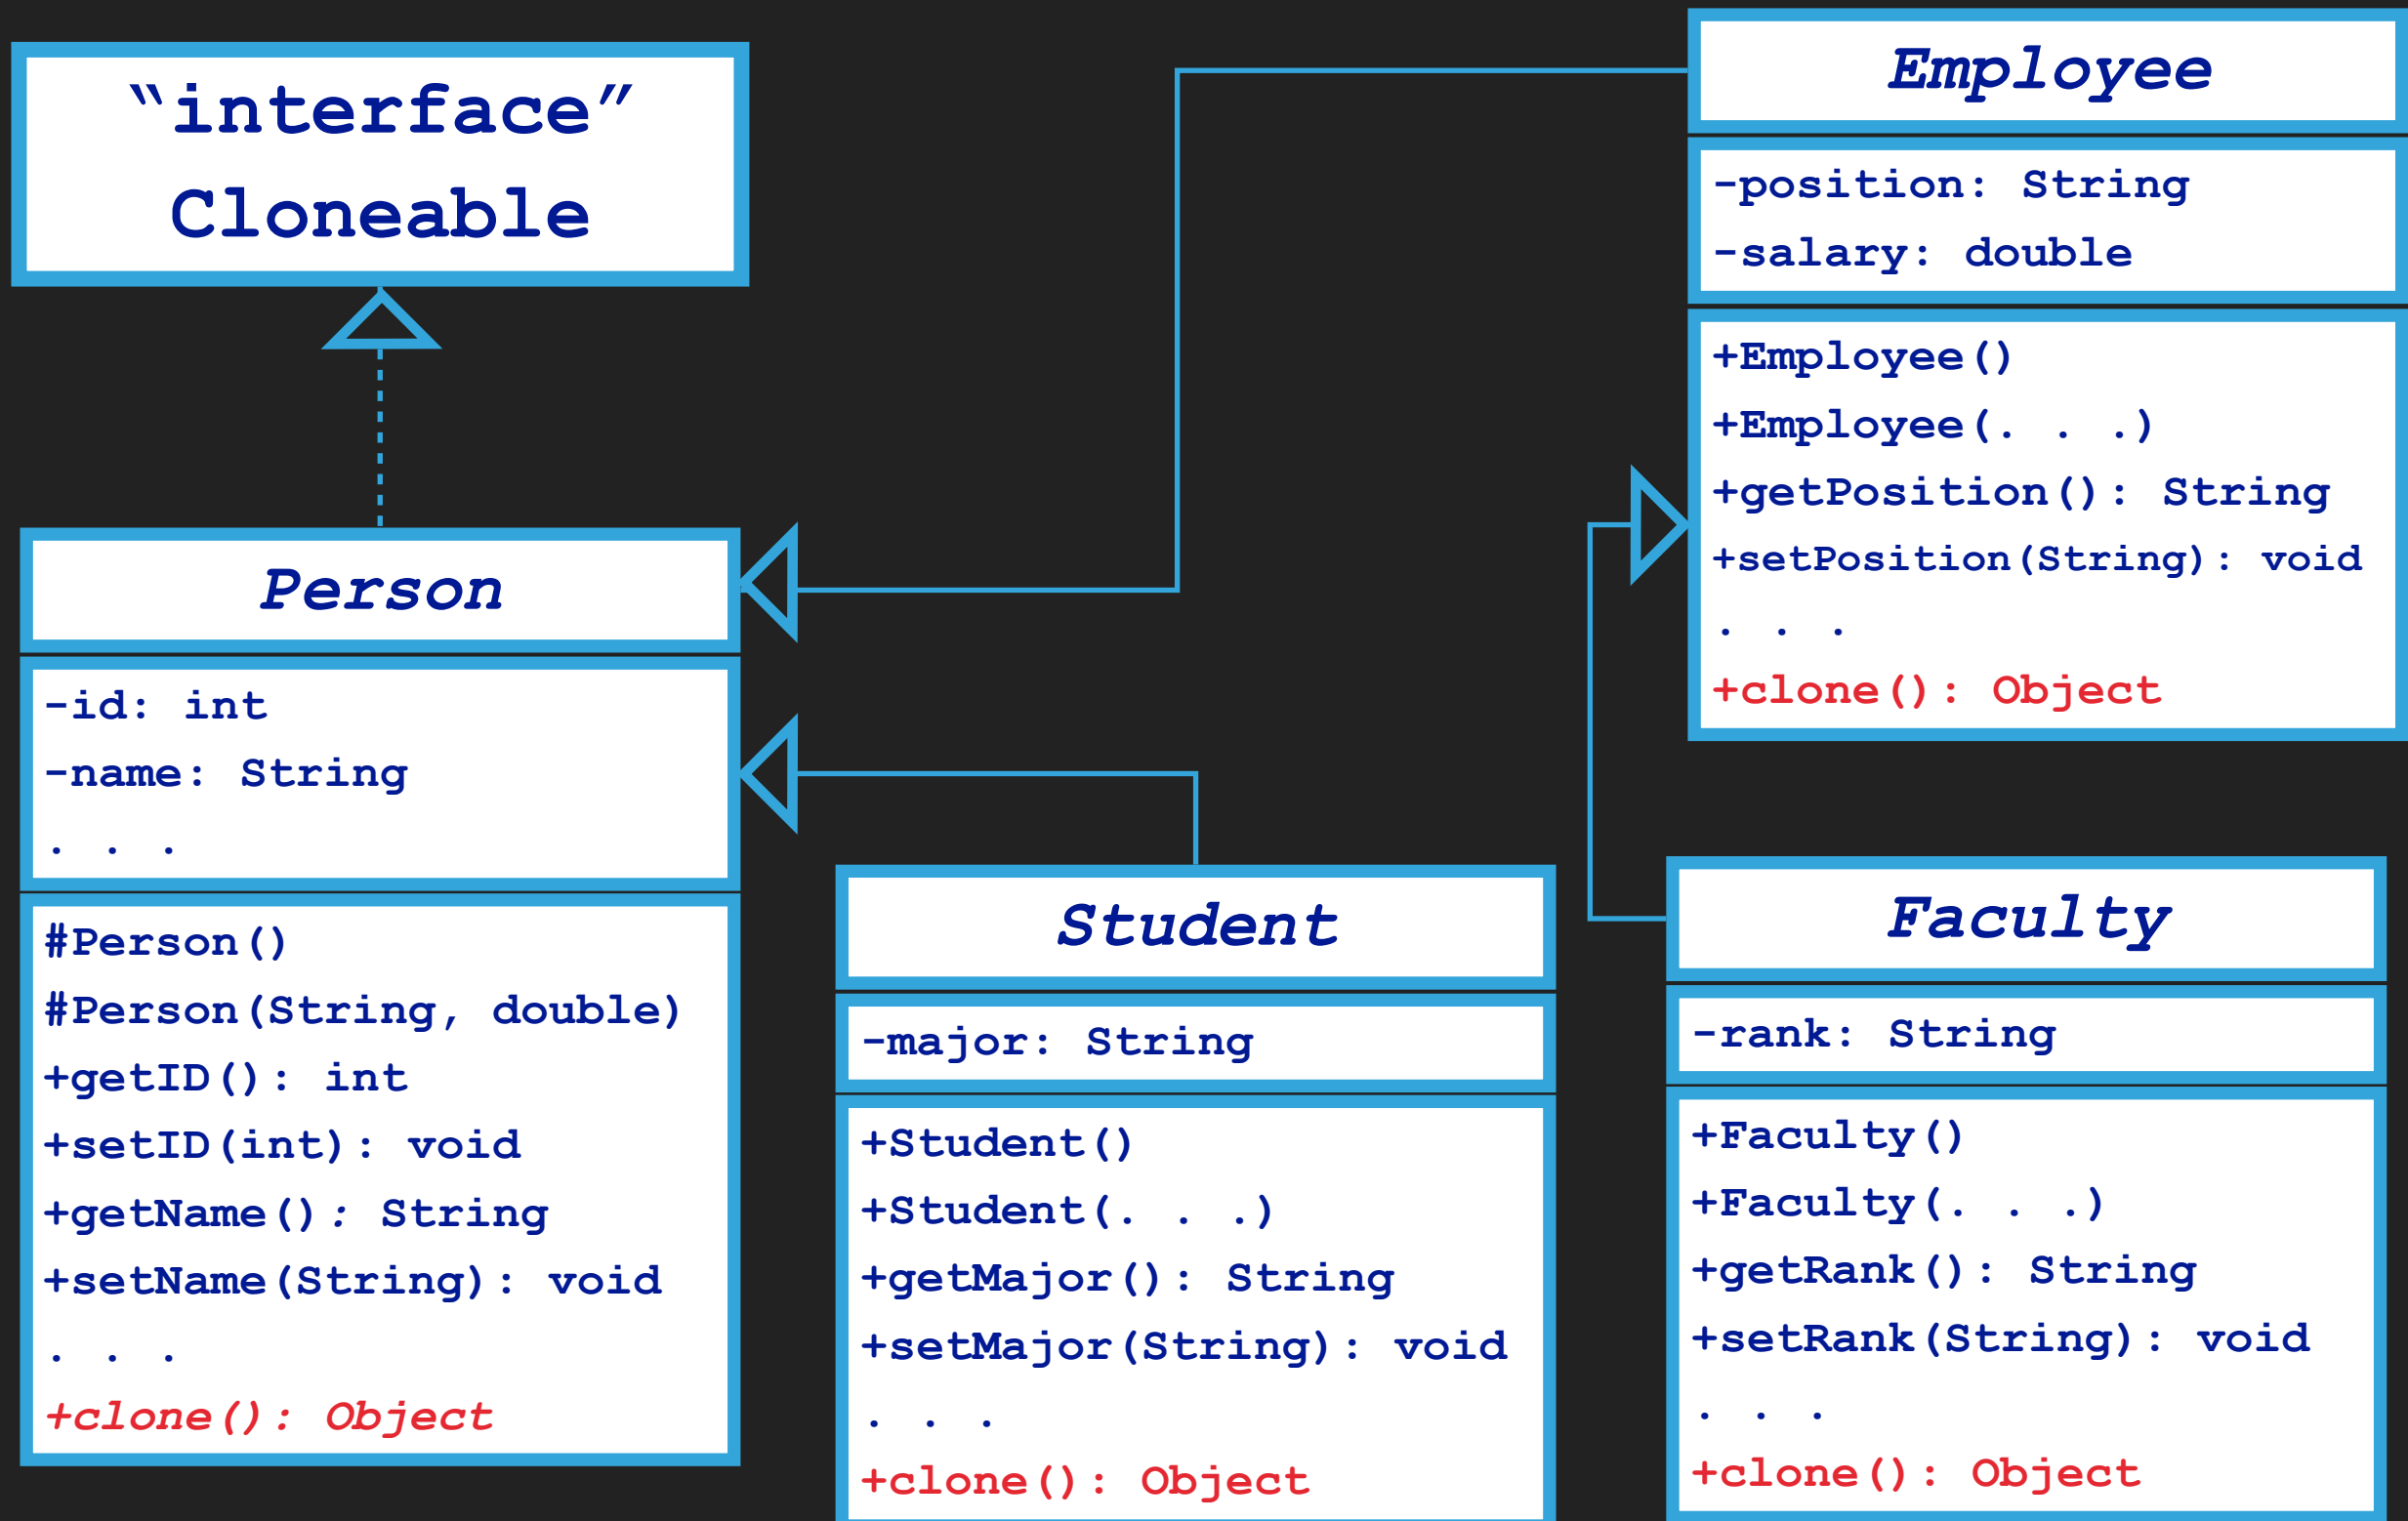 “interface”
Cloneable
Person
-id: int
-name: String
. . .
#Person()
#Person(String, double)
+getID(): int
+setID(int): void
+getName(): String
+setName(String): void
. . .
+clone(): Object
Student
-major: String
+Student()
+Student(. . .)
+getMajor(): String
+setMajor(String): void
. . .
+clone(): Object
Employee
-position: String
-salary: double
+Employee()
+Employee(. . .)
+getPosition(): String
+setPosition(String): void
. . .
+clone(): Object
Faculty
-rank: String
+Faculty()
+Faculty(. . .)
+getRank(): String
+setRank(String): void
. . .
+clone(): Object